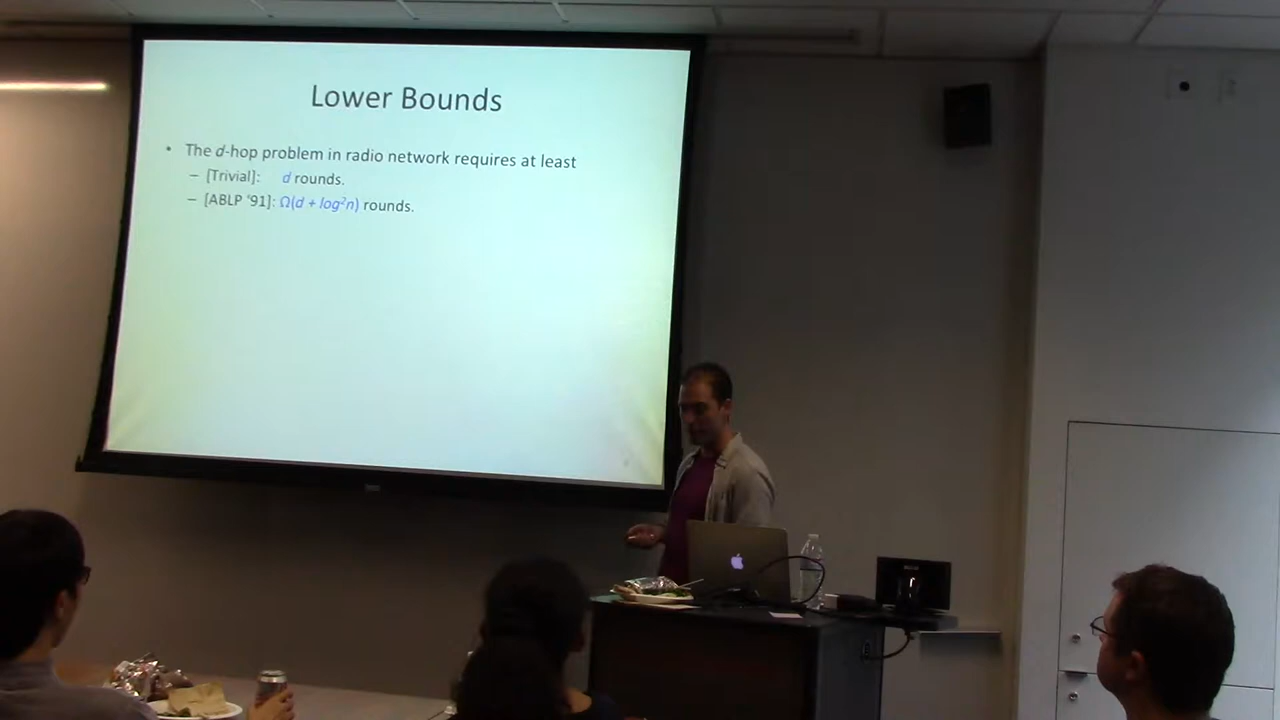 Lower Bounds
• The d-hop problem in radio network requires at least
– [Trivial]: d rounds.
– [ABLP ‘91]: Ω(d + log²n) rounds.